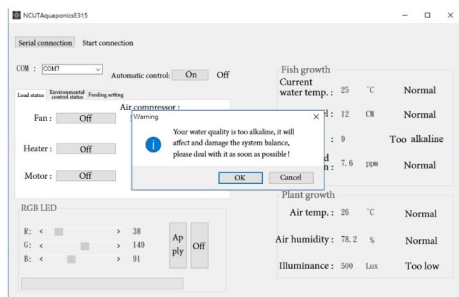 NCUTAquaponicsE315
Serial connection Start connection
COM : COM7
Automatic control: On Off
Lead status Environmental control status Feeding setting
Air compressor :
Fan : Off
Heater : Off
Motor : Off
Warning
Your water quality is too alkaline, it will
affect and damage the system balance,
please deal with it as soon as possible!
OK Cancel
RGB LED
R: < > 38
G: < > 149
B: < > 91
Apply Off
Fish growth
Current
water temp. : 25 °C Normal
: 12 CM Normal
: 9 Too alkaline
: 7.6 ppm Normal
Plant growth
Air temp. : 26 °C Normal
Air humidity : 78.2 % Normal
Illuminance : 500 Lux Too low